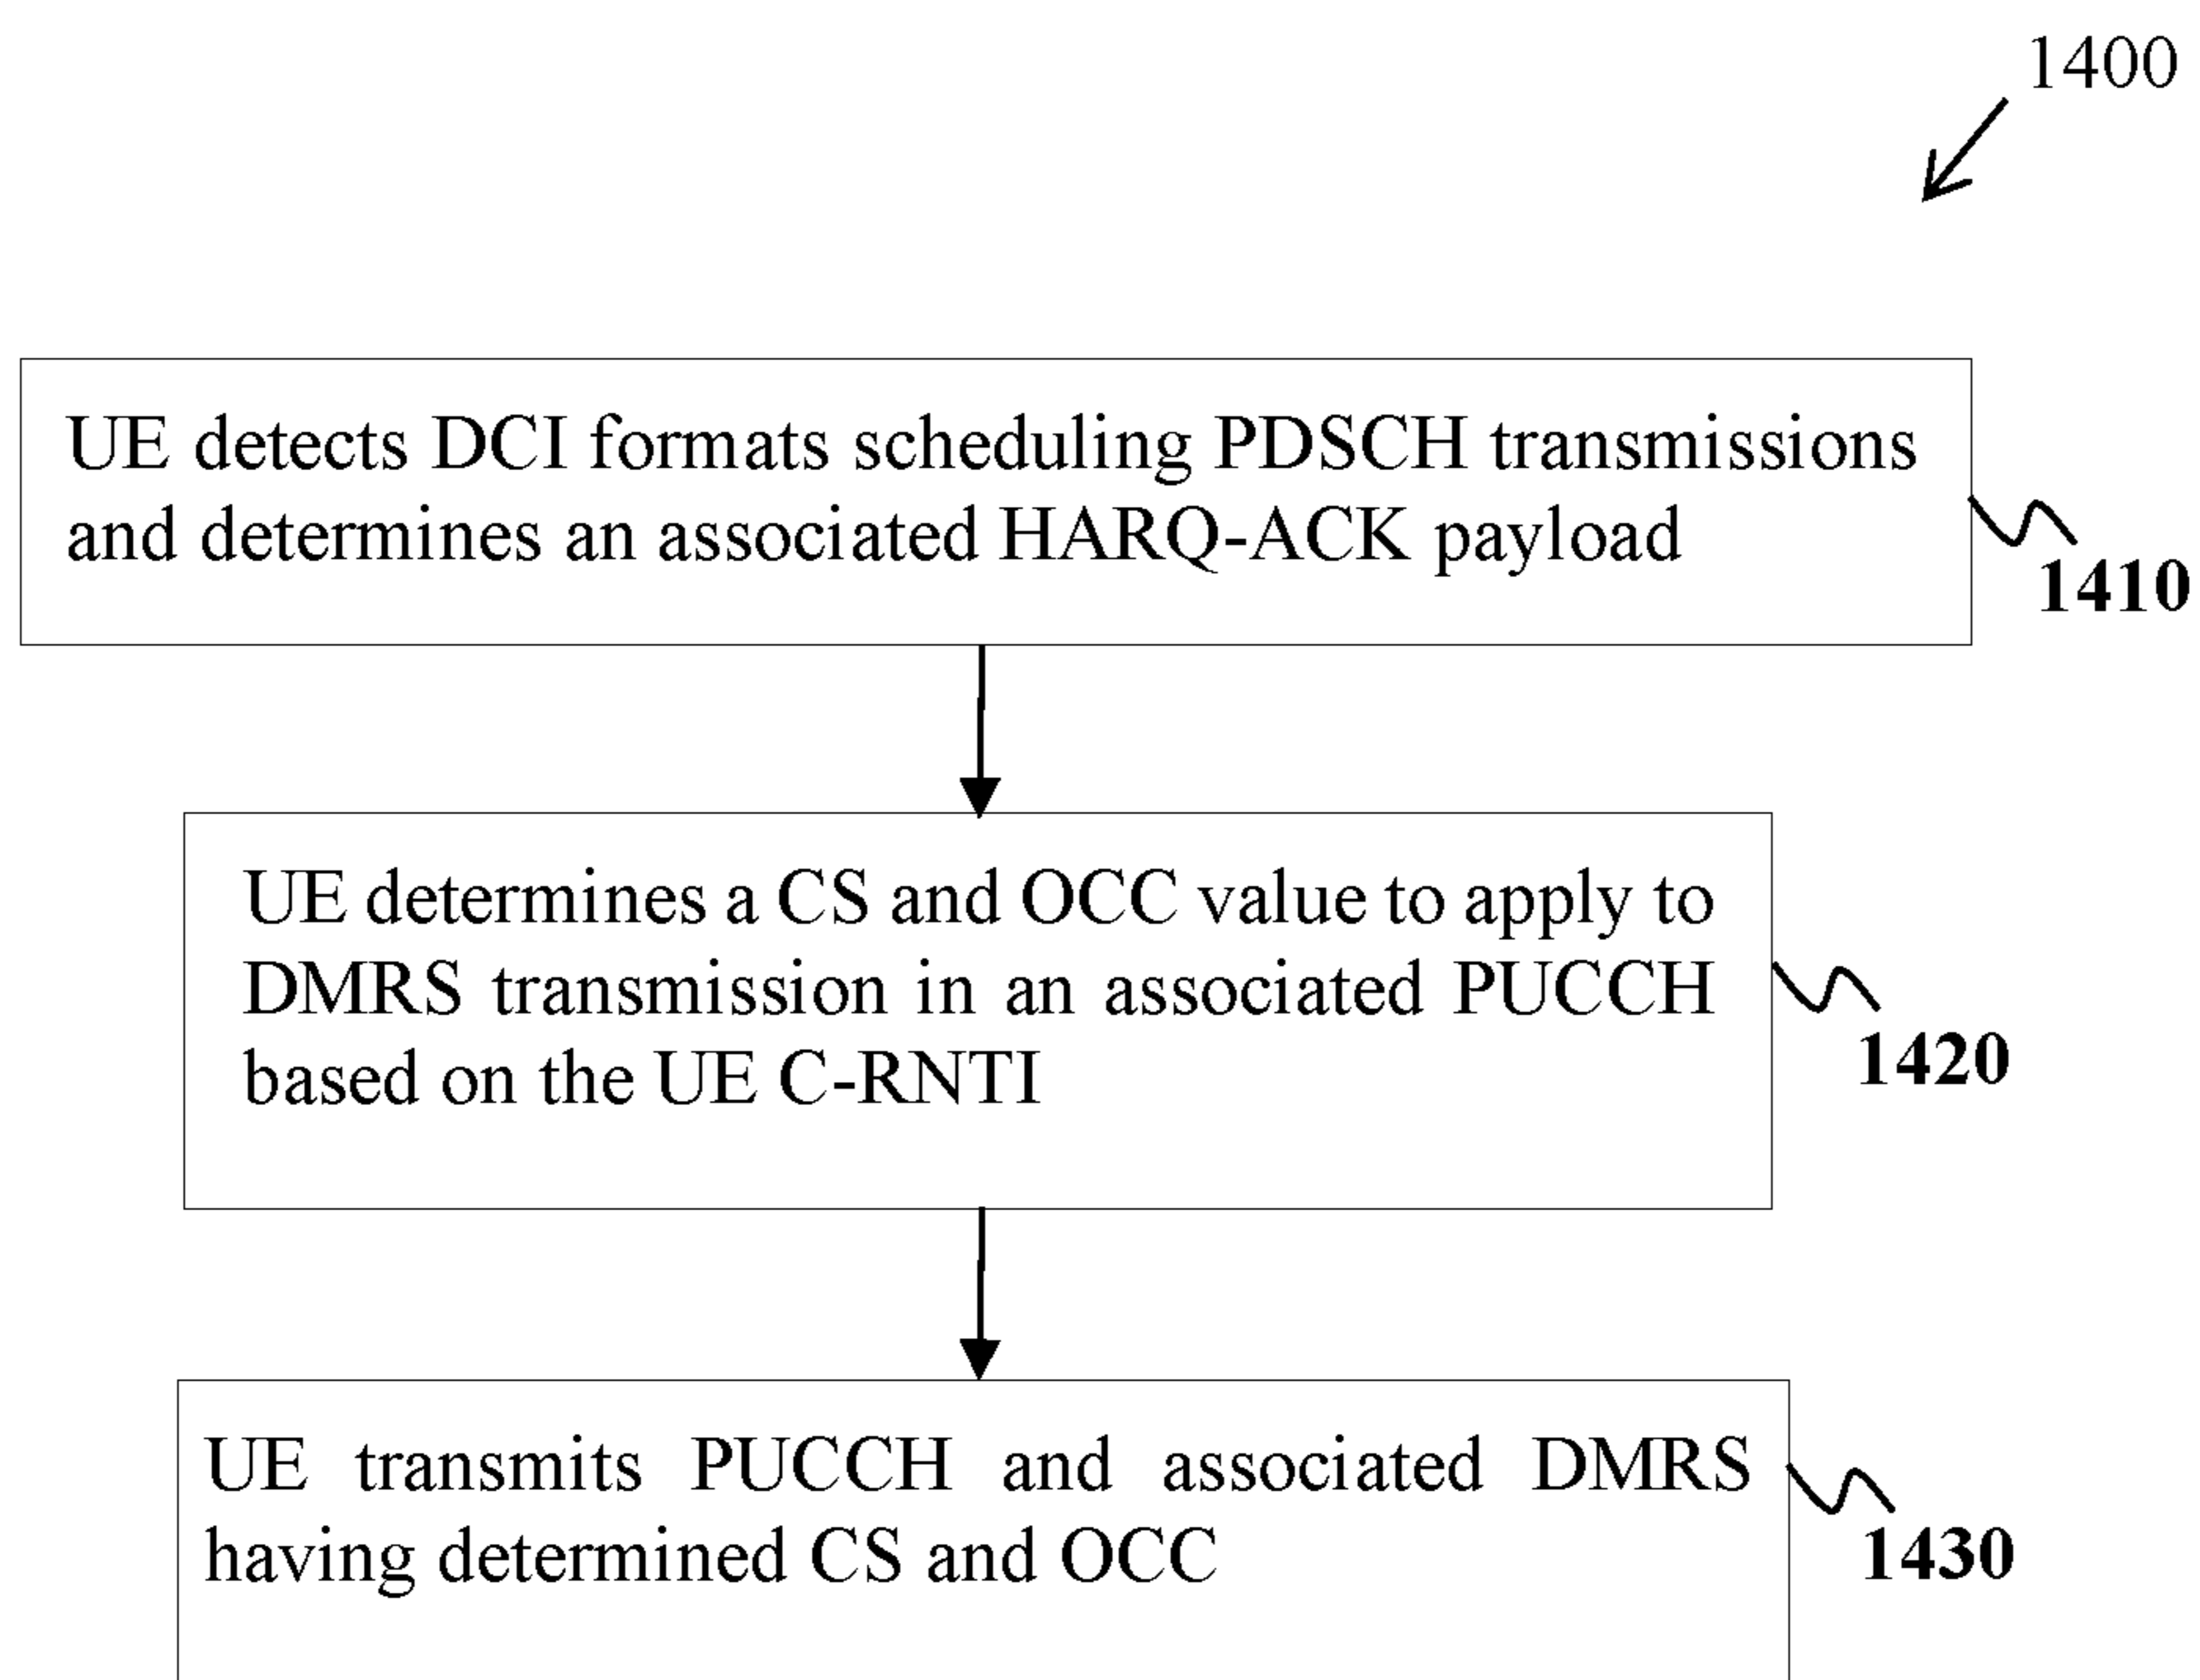 1400
UE detects DCI formats scheduling PDSCH transmissions
and determines an associated HARQ-ACK payload
1410
UE determines a CS and OCC value to apply to
DMRS transmission in an associated PUCCH
based on the UE C-RNTI
1420
UE transmits PUCCH and associated DMRS
having determined CS and OCC
1430